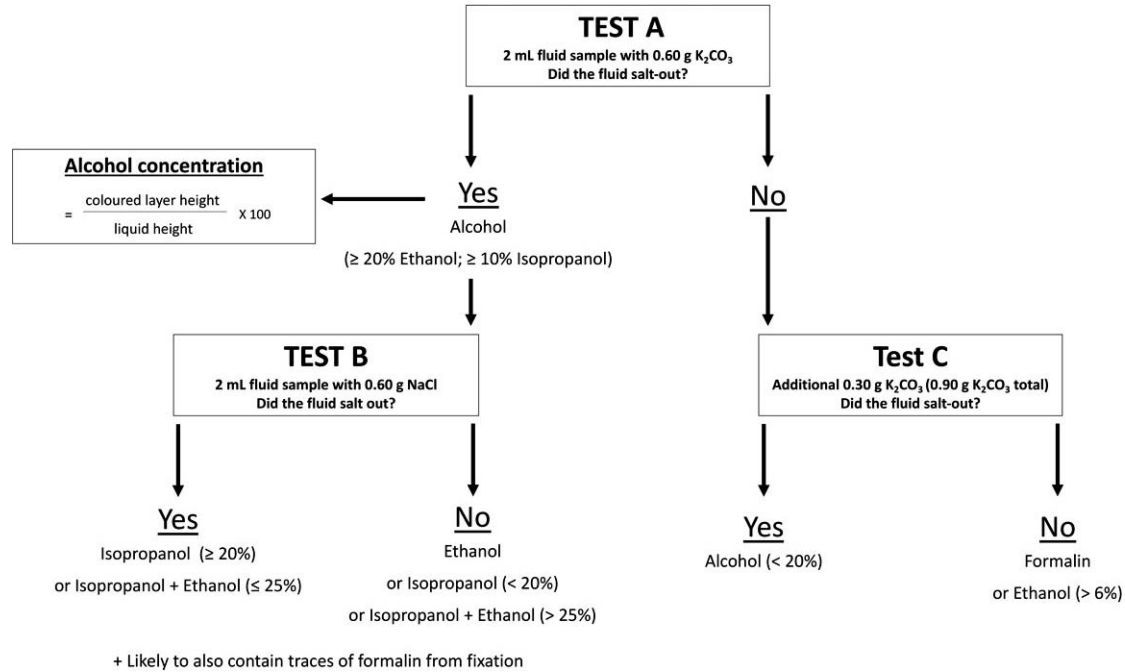 TEST A
2 mL fluid sample with 0.60 g K₂CO₃
Did the fluid salt-out?
Alcohol concentration
= coloured layer height
liquid height
X 100
Yes
Alcohol
(≥ 20% Ethanol; ≥ 10% Isopropanol)
No
TEST B
2 mL fluid sample with 0.60 g NaCl
Did the fluid salt out?
Test C
Additional 0.30 g K₂CO₃ (0.90 g K₂CO₃ total)
Did the fluid salt-out?
Yes
Isopropanol (≥ 20%)
or Isopropanol + Ethanol (≤ 25%)
No
Ethanol
or Isopropanol (< 20%)
or Isopropanol + Ethanol (> 25%)
Yes
Alcohol (< 20%)
No
Formalin
or Ethanol (> 6%)
+ Likely to also contain traces of formalin from fixation